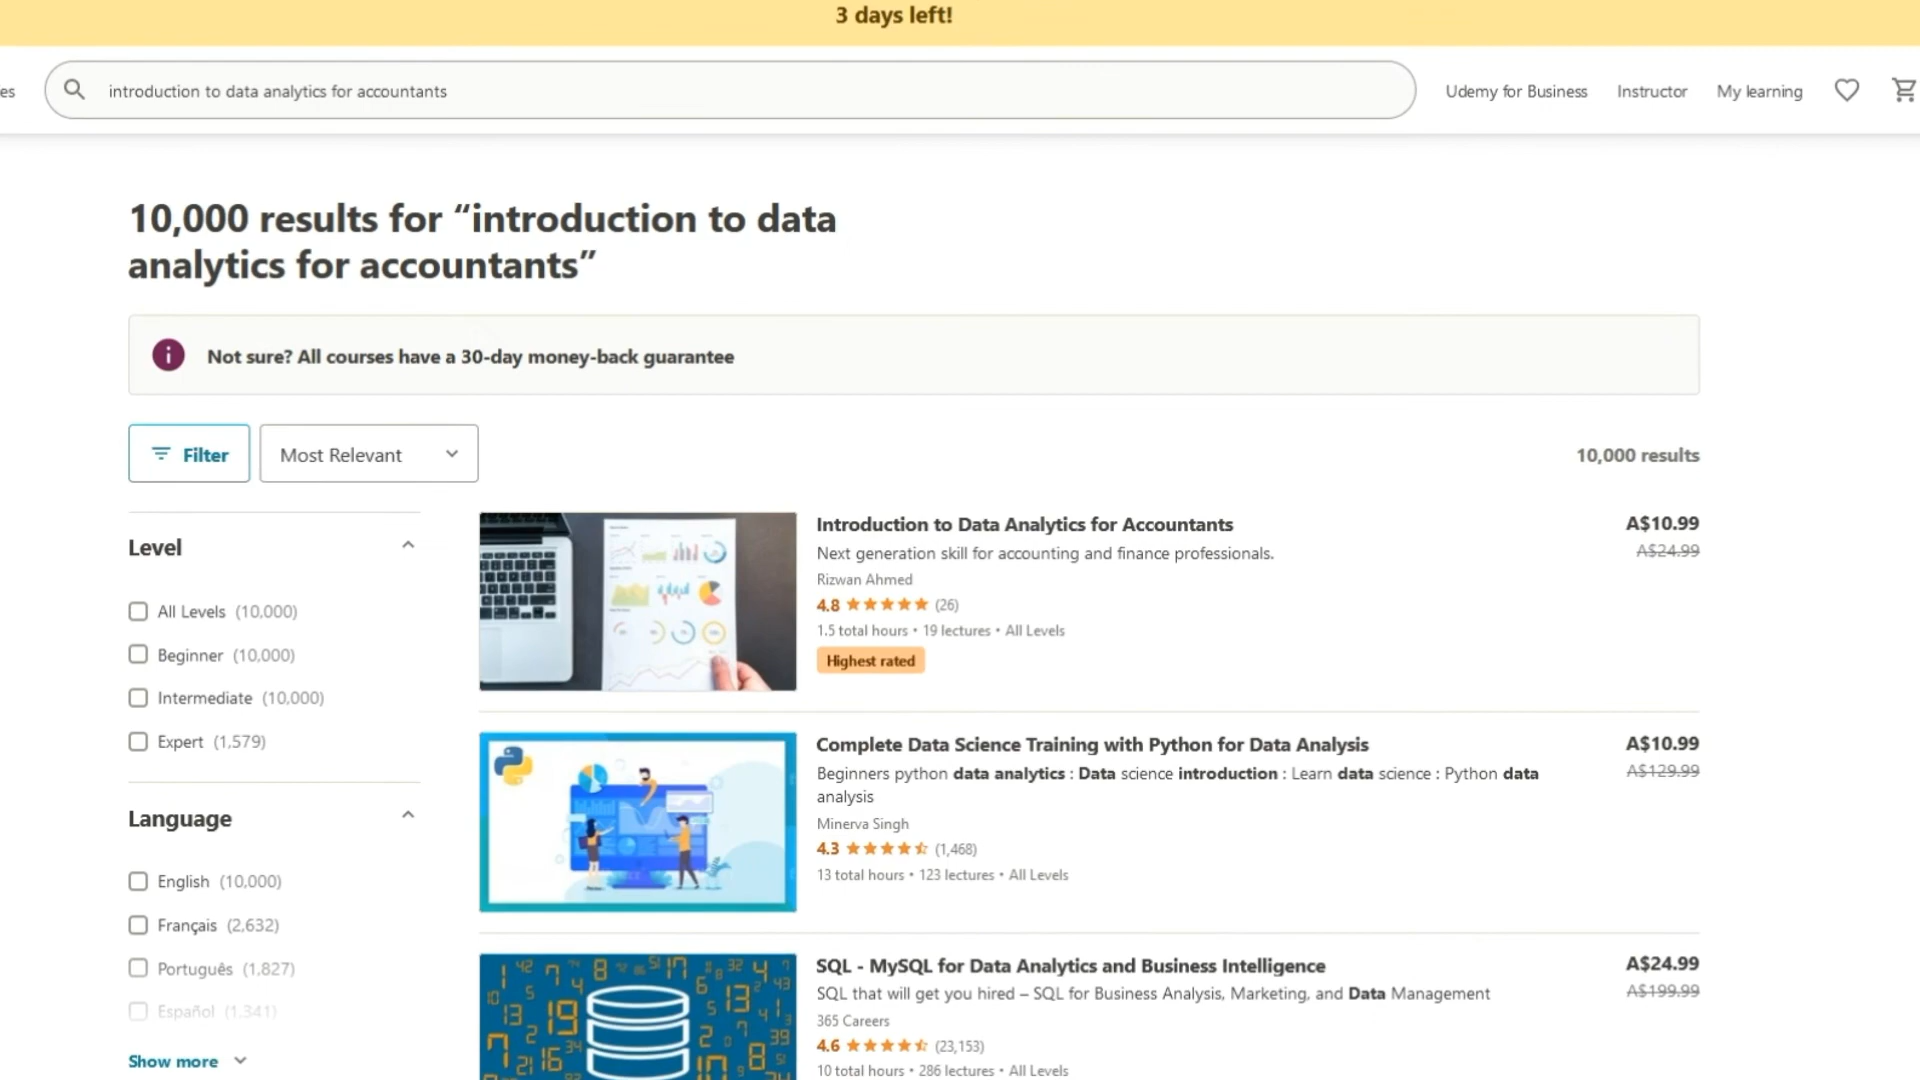 3 days left!
es
introduction to data analytics for accountants
Udemy for Business
Instructor
My learning
10,000 results for “introduction to data
analytics for accountants”
Not sure? All courses have a 30-day money-back guarantee
Filter
Most Relevant
10,000 results
Level
All Levels (10,000)
Beginner (10,000)
Intermediate (10,000)
Expert (1,579)
Language
English (10,000)
Français (2,632)
Português (1,827)
Español (1,341)
Show more
Introduction to Data Analytics for Accountants
A$10.99
Next generation skill for accounting and finance professionals.
A$24.99
Rizwan Ahmed
4.8 (26)
1.5 total hours • 19 lectures • All Levels
Highest rated
Complete Data Science Training with Python for Data Analysis
A$10.99
Beginners python data analytics : Data science introduction : Learn data science : Python data
analysis
A$129.99
Minerva Singh
4.3 (1,468)
13 total hours • 123 lectures • All Levels
SQL - MySQL for Data Analytics and Business Intelligence
A$24.99
SQL that will get you hired – SQL for Business Analysis, Marketing, and Data Management
A$199.99
365 Careers
4.6 (23,153)
10 total hours • 286 lectures • All Levels